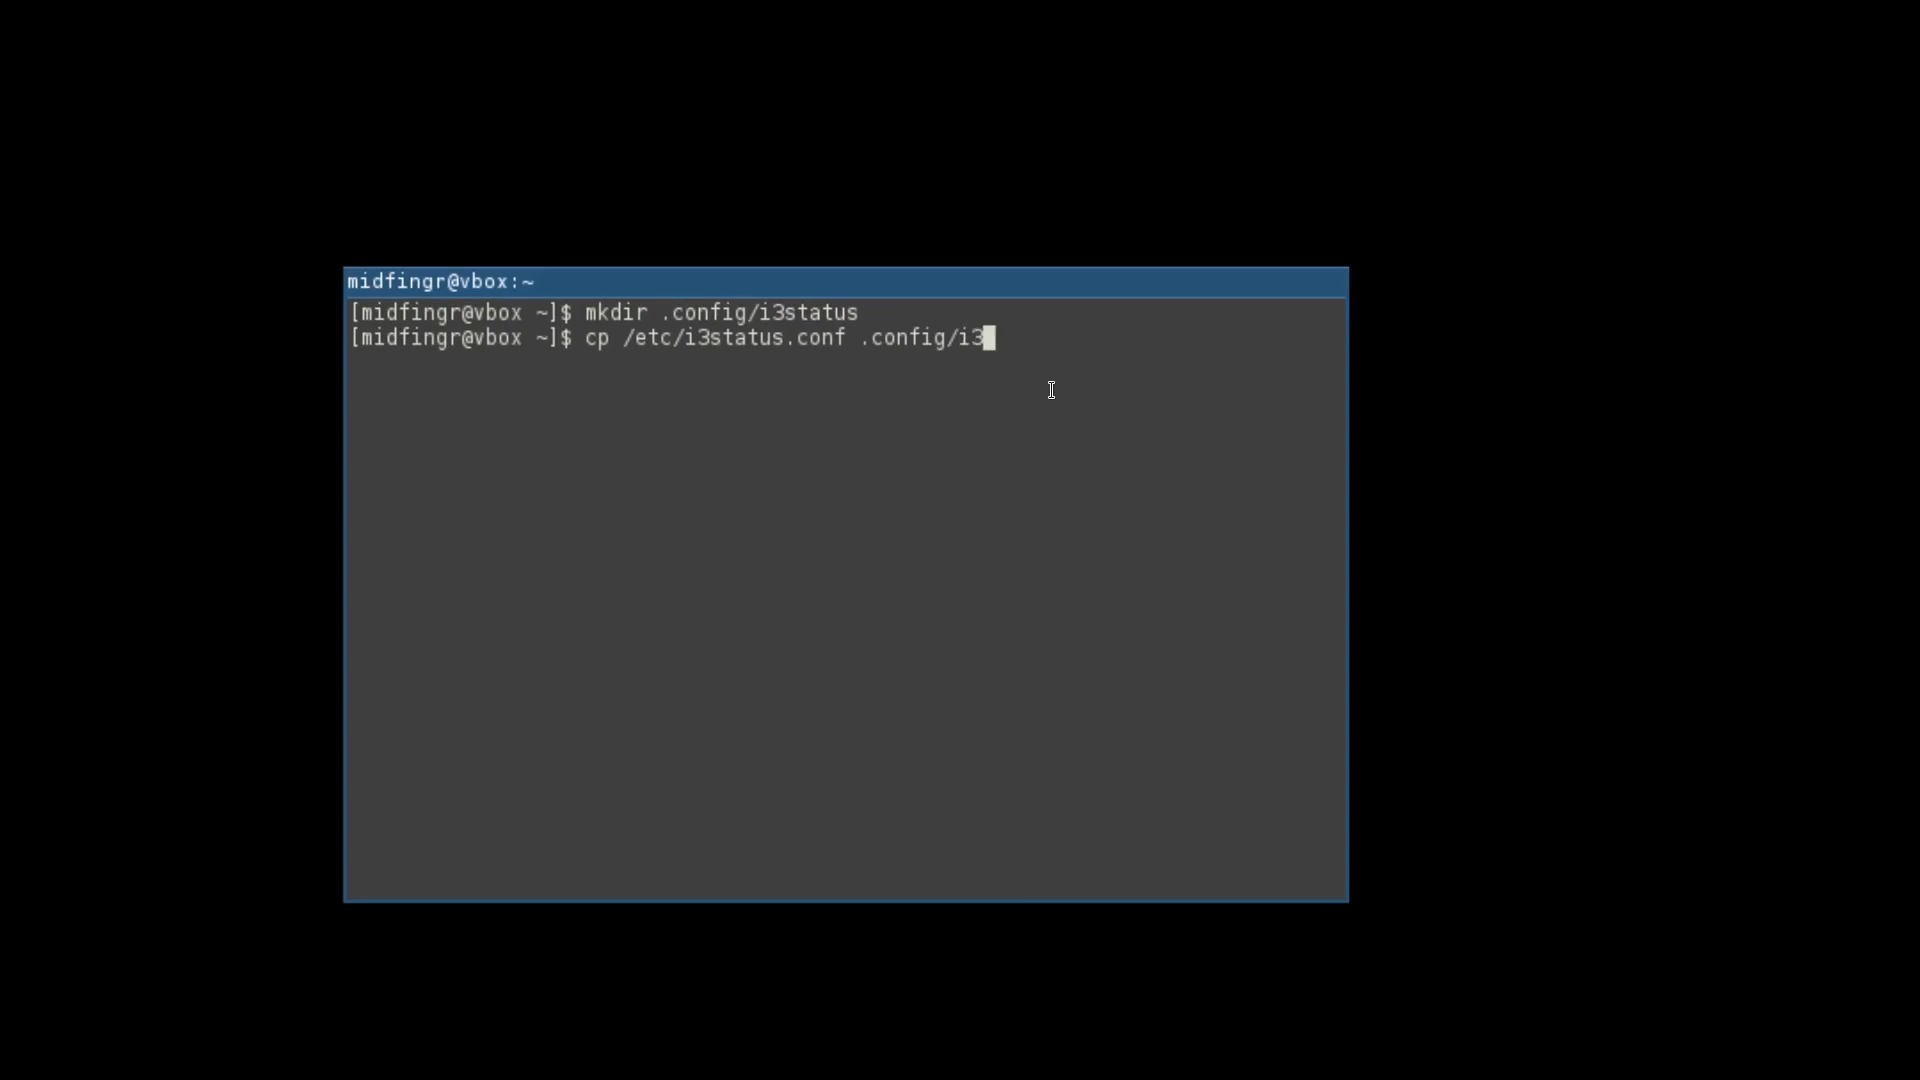 midfingr@vbox:~
[midfingr@vbox ~]$ mkdir .config/i3status
[midfingr@vbox ~]$ cp /etc/i3status.conf .config/i3